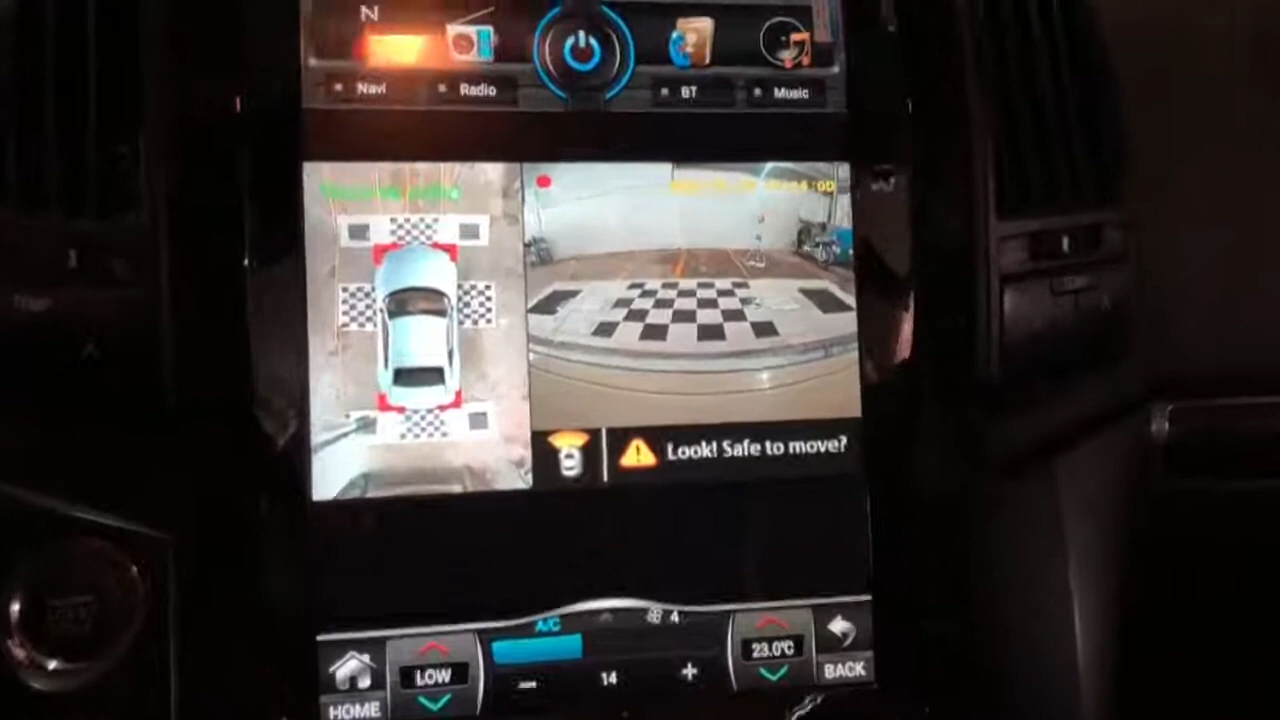 N
Navi
Radio
BT
Music
Look! Safe to move?
A/C
4
LOW
14
23.0°C
HOME
BACK